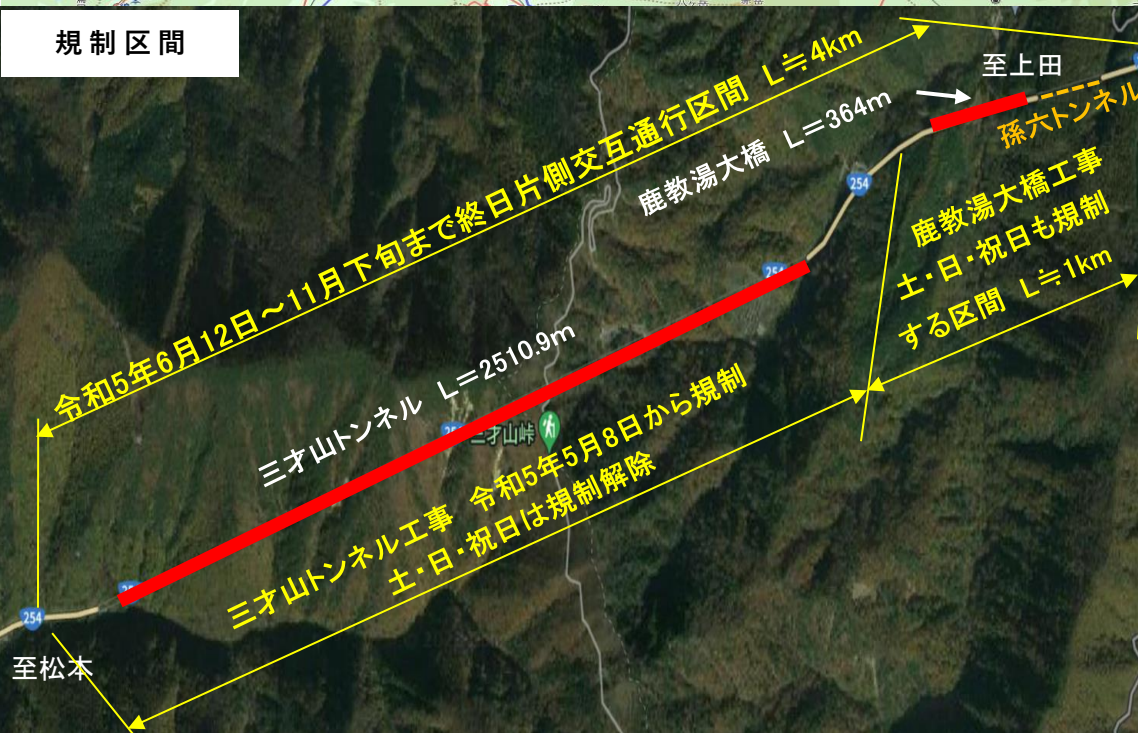 規制区間
令和5年6月12日～11月下旬まで終日片側交互通行区間 L≒4km
至上田
孫六トンネル
鹿教湯大橋 L=364m
254
鹿教湯大橋工事
土・日・祝日も規制
する区間 L≒1km
254
三才山トンネル L=2510.9m
三才山峠
三才山トンネル工事 令和5年5月8日から規制
土・日・祝日は規制解除
254
至松本